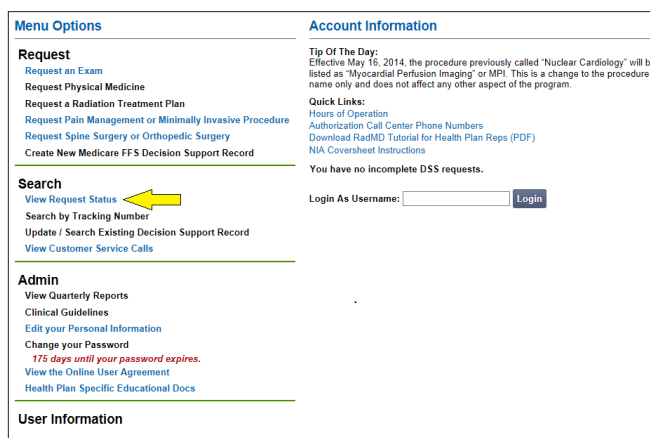 Menu Options
Request
Request an Exam
Request Physical Medicine
Request a Radiation Treatment Plan
Request Pain Management or Minimally Invasive Procedure
Request Spine Surgery or Orthopedic Surgery
Create New Medicare FFS Decision Support Record
Search
View Request Status
Search by Tracking Number
Update / Search Existing Decision Support Record
View Customer Service Calls
Admin
View Quarterly Reports
Clinical Guidelines
Edit your Personal Information
Change your Password
175 days until your password expires.
View the Online User Agreement
Health Plan Specific Educational Docs
User Information
Account Information
Tip Of The Day:
Effective May 16, 2014, the procedure previously called “Nuclear Cardiology” will b
listed as “Myocardial Perfusion Imaging” or MPI. This is a change to the procedure
name only and does not affect any other aspect of the program.
Quick Links:
Hours of Operation
Authorization Call Center Phone Numbers
Download RadMD Tutorial for Health Plan Reps (PDF)
NIA Coversheet Instructions
You have no incomplete DSS requests.
Login As Username: Login